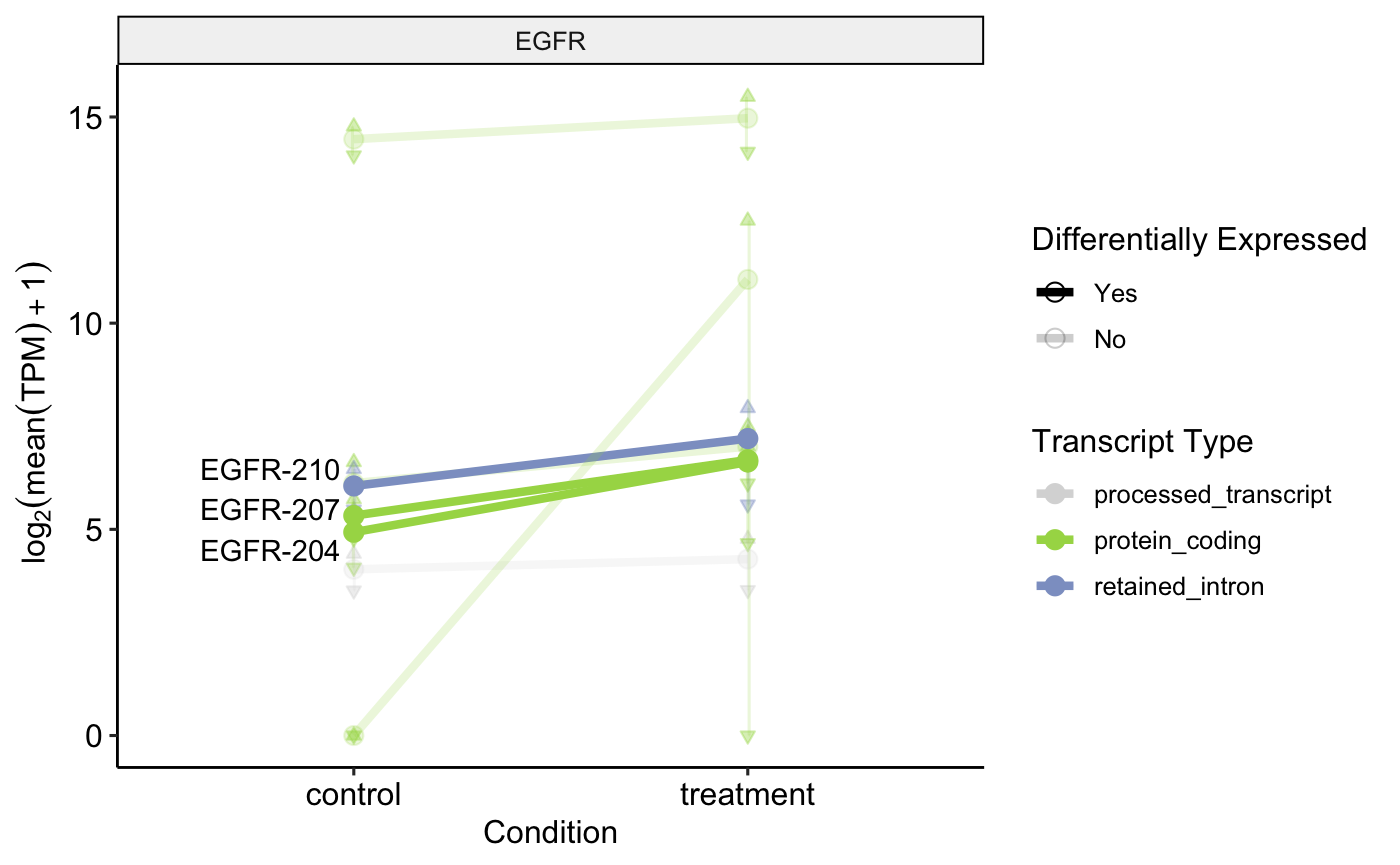 EGFR
15
10
5
0
log₂(mean(TPM) + 1)
EGFR-210
EGFR-207
EGFR-204
control
treatment
Condition
Differentially Expressed
Yes
No
Transcript Type
processed_transcript
protein_coding
retained_intron